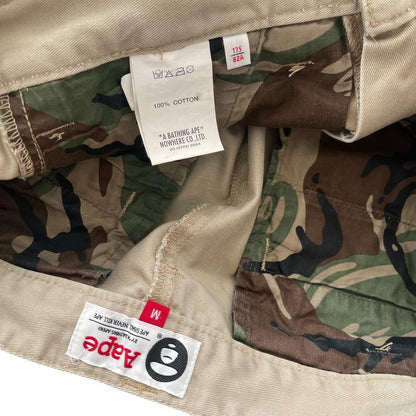 175
82A
100% COTTON
"A BATHING APE"
NOWHERE CO.,LTD.
M
Aape
BY *A BATHING APE®
APE SHALL NEVER KILL APE